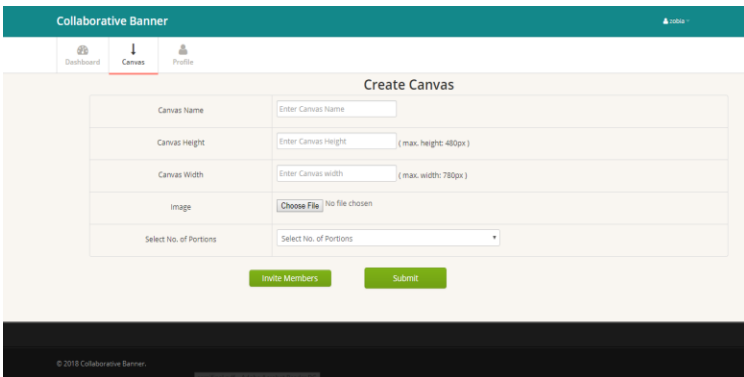 Collaborative Banner
zobia
Dashboard
Canvas
Profile
Create Canvas
Canvas Name
Enter Canvas Name
Canvas Height
Enter Canvas Height
( max. height: 480px )
Canvas Width
Enter Canvas width
( max. width: 780px )
Image
Choose File No file chosen
Select No. of Portions
Select No. of Portions
Invite Members
Submit
© 2018 Collaborative Banner.